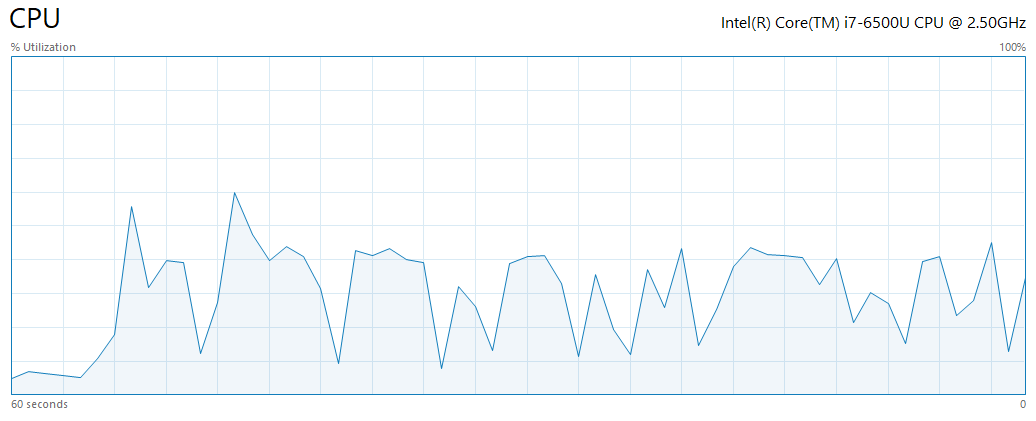 CPU
Intel(R) Core(TM) i7-6500U CPU @ 2.50GHz
% Utilization
100%
60 seconds
0